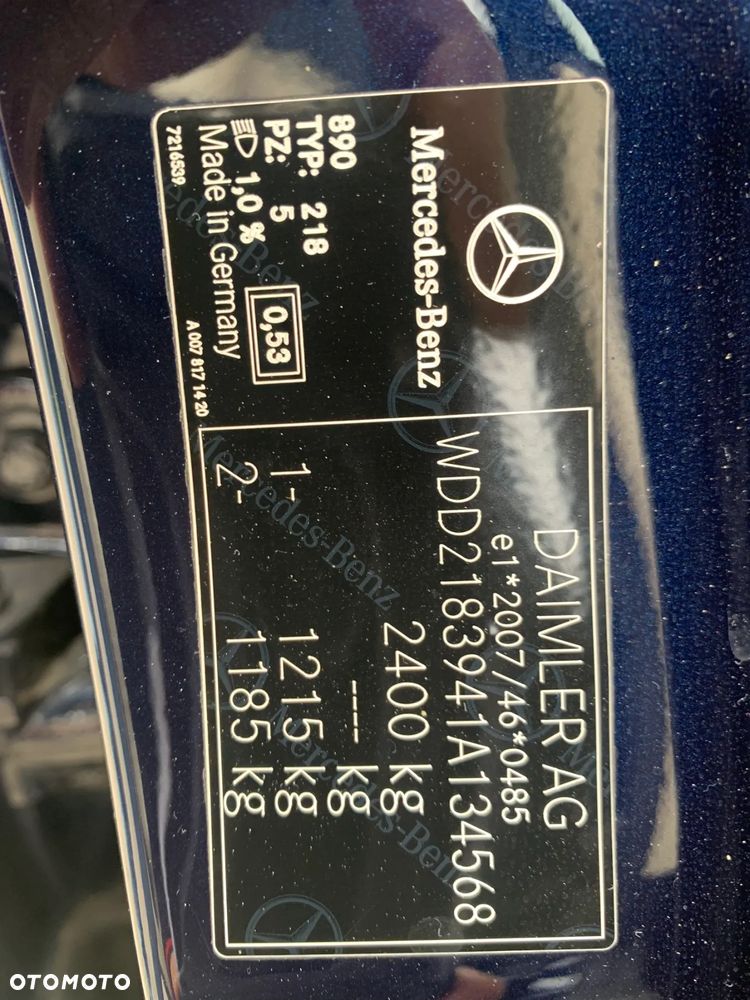 Mercedes-Benz
890
TYP: 218
PZ: 5
1,0 %
0,53
Made in Germany
7216539
A 007 817 14 20
DAIMLER AG
e1*2007/46*0485
WDD2183941A134568
2400 kg
---- kg
1- 1215 kg
2- 1185 kg
OTOMOTO